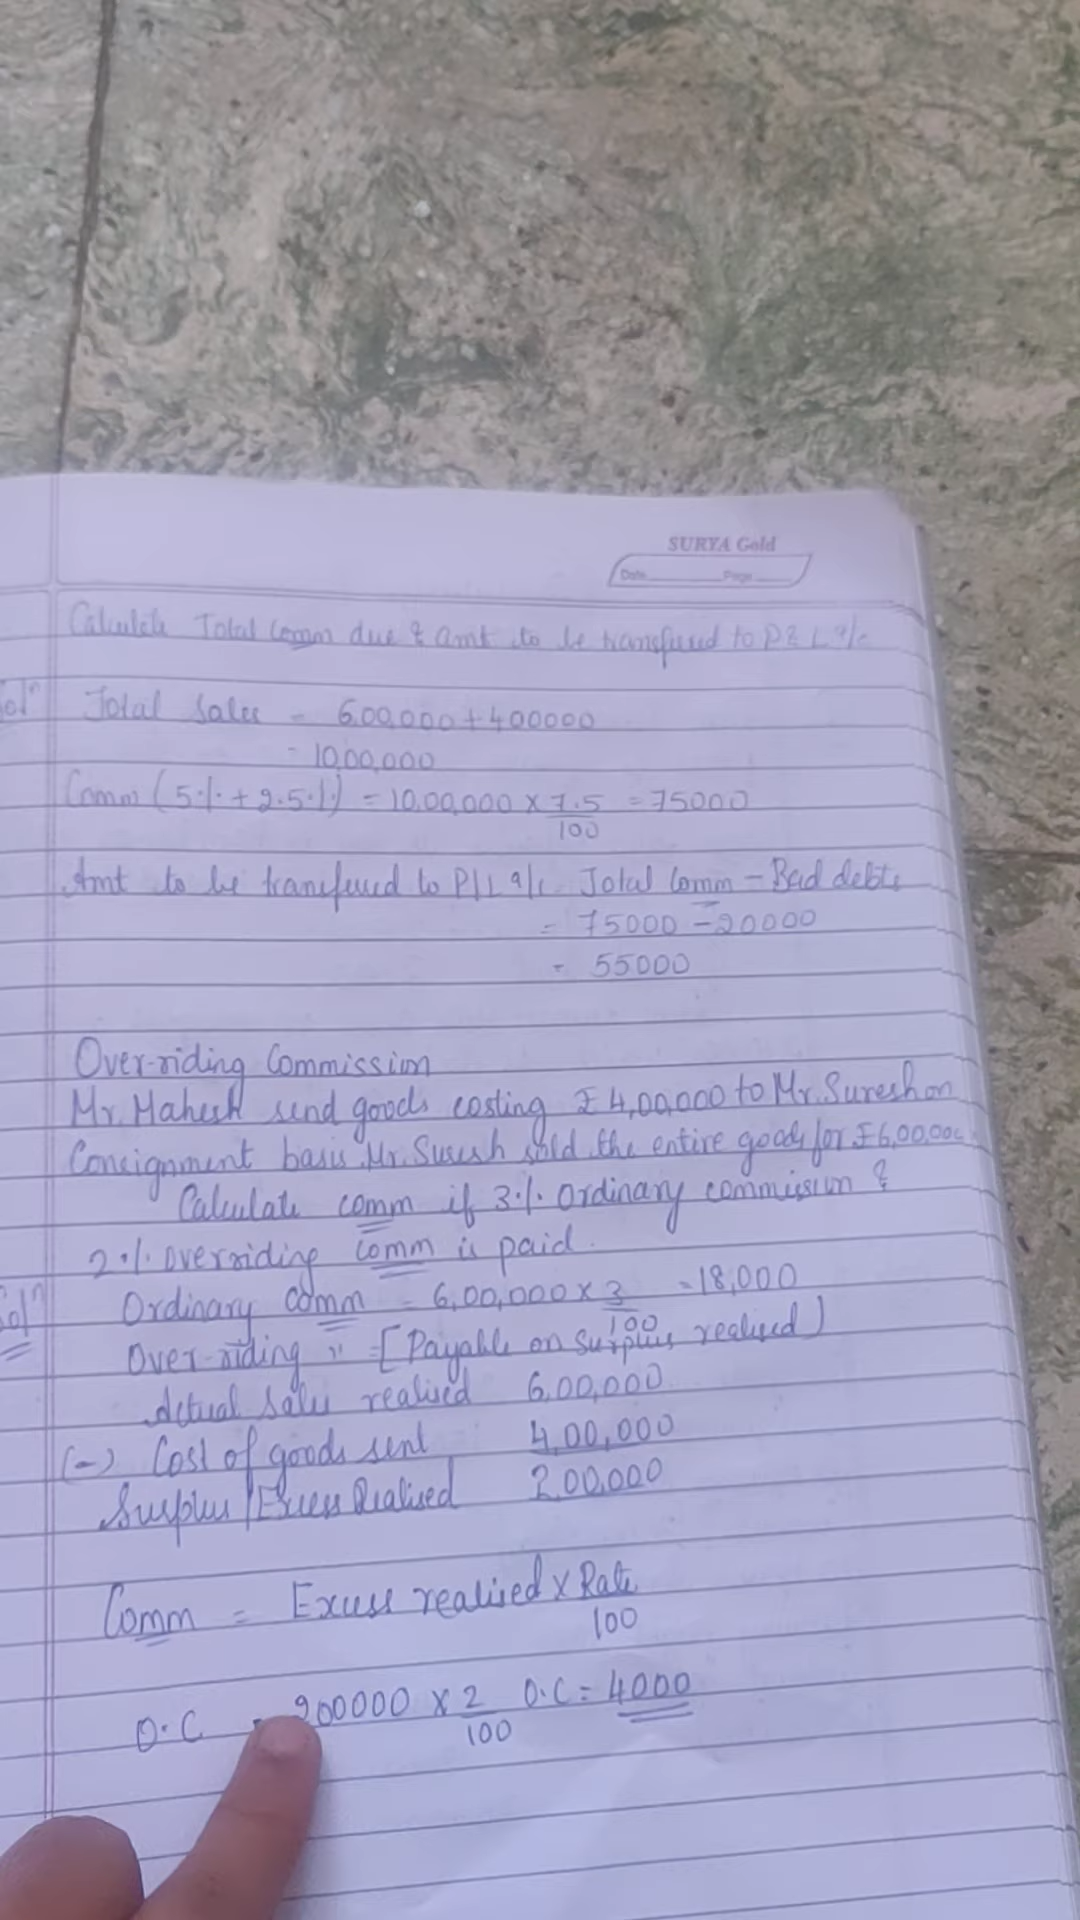 SURYA Gold
Date Page
Calculate Total Comm due & Amt to be transfered to P & L a/c
Sol^n Total Sales = 6,00,000 + 400000
= 10,00,000
Comm (5% + 2.5%) = 10,00,000 × 7.5/100 = 75000
Amt to be transfered to P/L a/c Total Comm - Bad debts
= 75000 - 20000
= 55000
Over-riding Commission
Mr. Mahesh send goods costing ₹ 4,00,000 to Mr. Suresh on
Consignment basis. Mr. Suresh sold the entire goods for ₹ 6,00,000
Calculate comm if 3% Ordinary commission &
2% overriding comm is paid.
Sol^n Ordinary Comm = 6,00,000 × 3/100 = 18,000
Over-riding " = [Payable on surplus realised]
Actual Sales realised 6,00,000
(-) Cost of goods sent 4,00,000
Surplus / Excess Realised 2,00,000
Comm = Excess realised × Rate/100
O.C = 200000 × 2/100 O.C = 4000